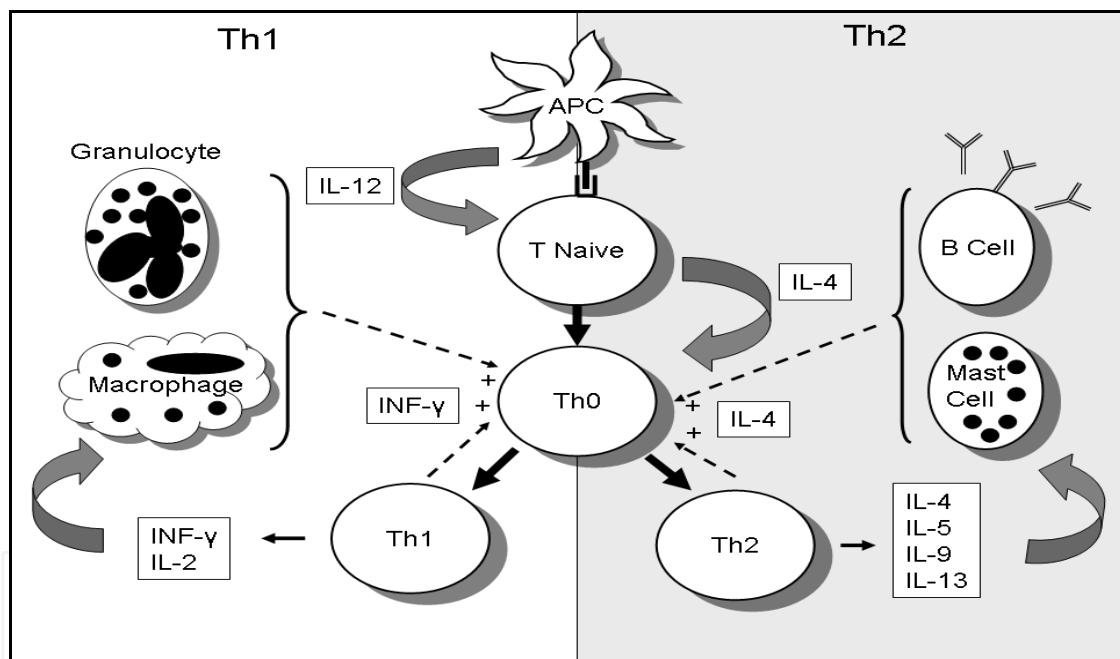 Th1
Th2
APC
Granulocyte
IL-12
T Naive
B Cell
IL-4
Macrophage
Mast
Cell
INF-γ
+
+
Th0
+
+
IL-4
INF-γ
IL-2
Th1
Th2
IL-4
IL-5
IL-9
IL-13